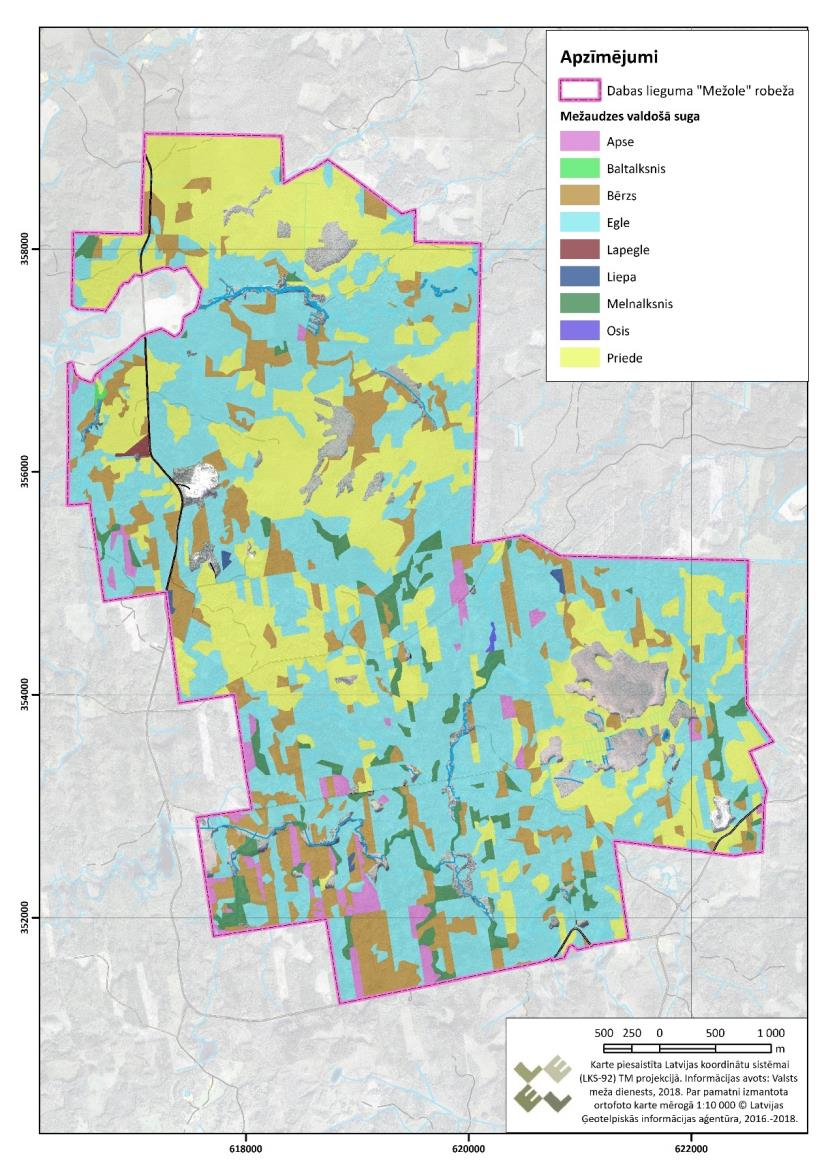 Apzīmējumi
Dabas lieguma "Mežole" robeža
Mežaudzes valdošā suga
Apse
Baltalksnis
Bērzs
Egle
Lapegle
Liepa
Melnalksnis
Osis
Priede
358000
356000
354000
352000
500 250 0 500 1 000
m
Karte piesaistīta Latvijas koordinātu sistēmai
(LKS-92) TM projekcijā. Informācijas avots: Valsts
meža dienests, 2018. Par pamatni izmantota
ortofoto karte mērogā 1:10 000 © Latvijas
Ģeotelpiskās informācijas aģentūra, 2016.-2018.
618000
620000
622000